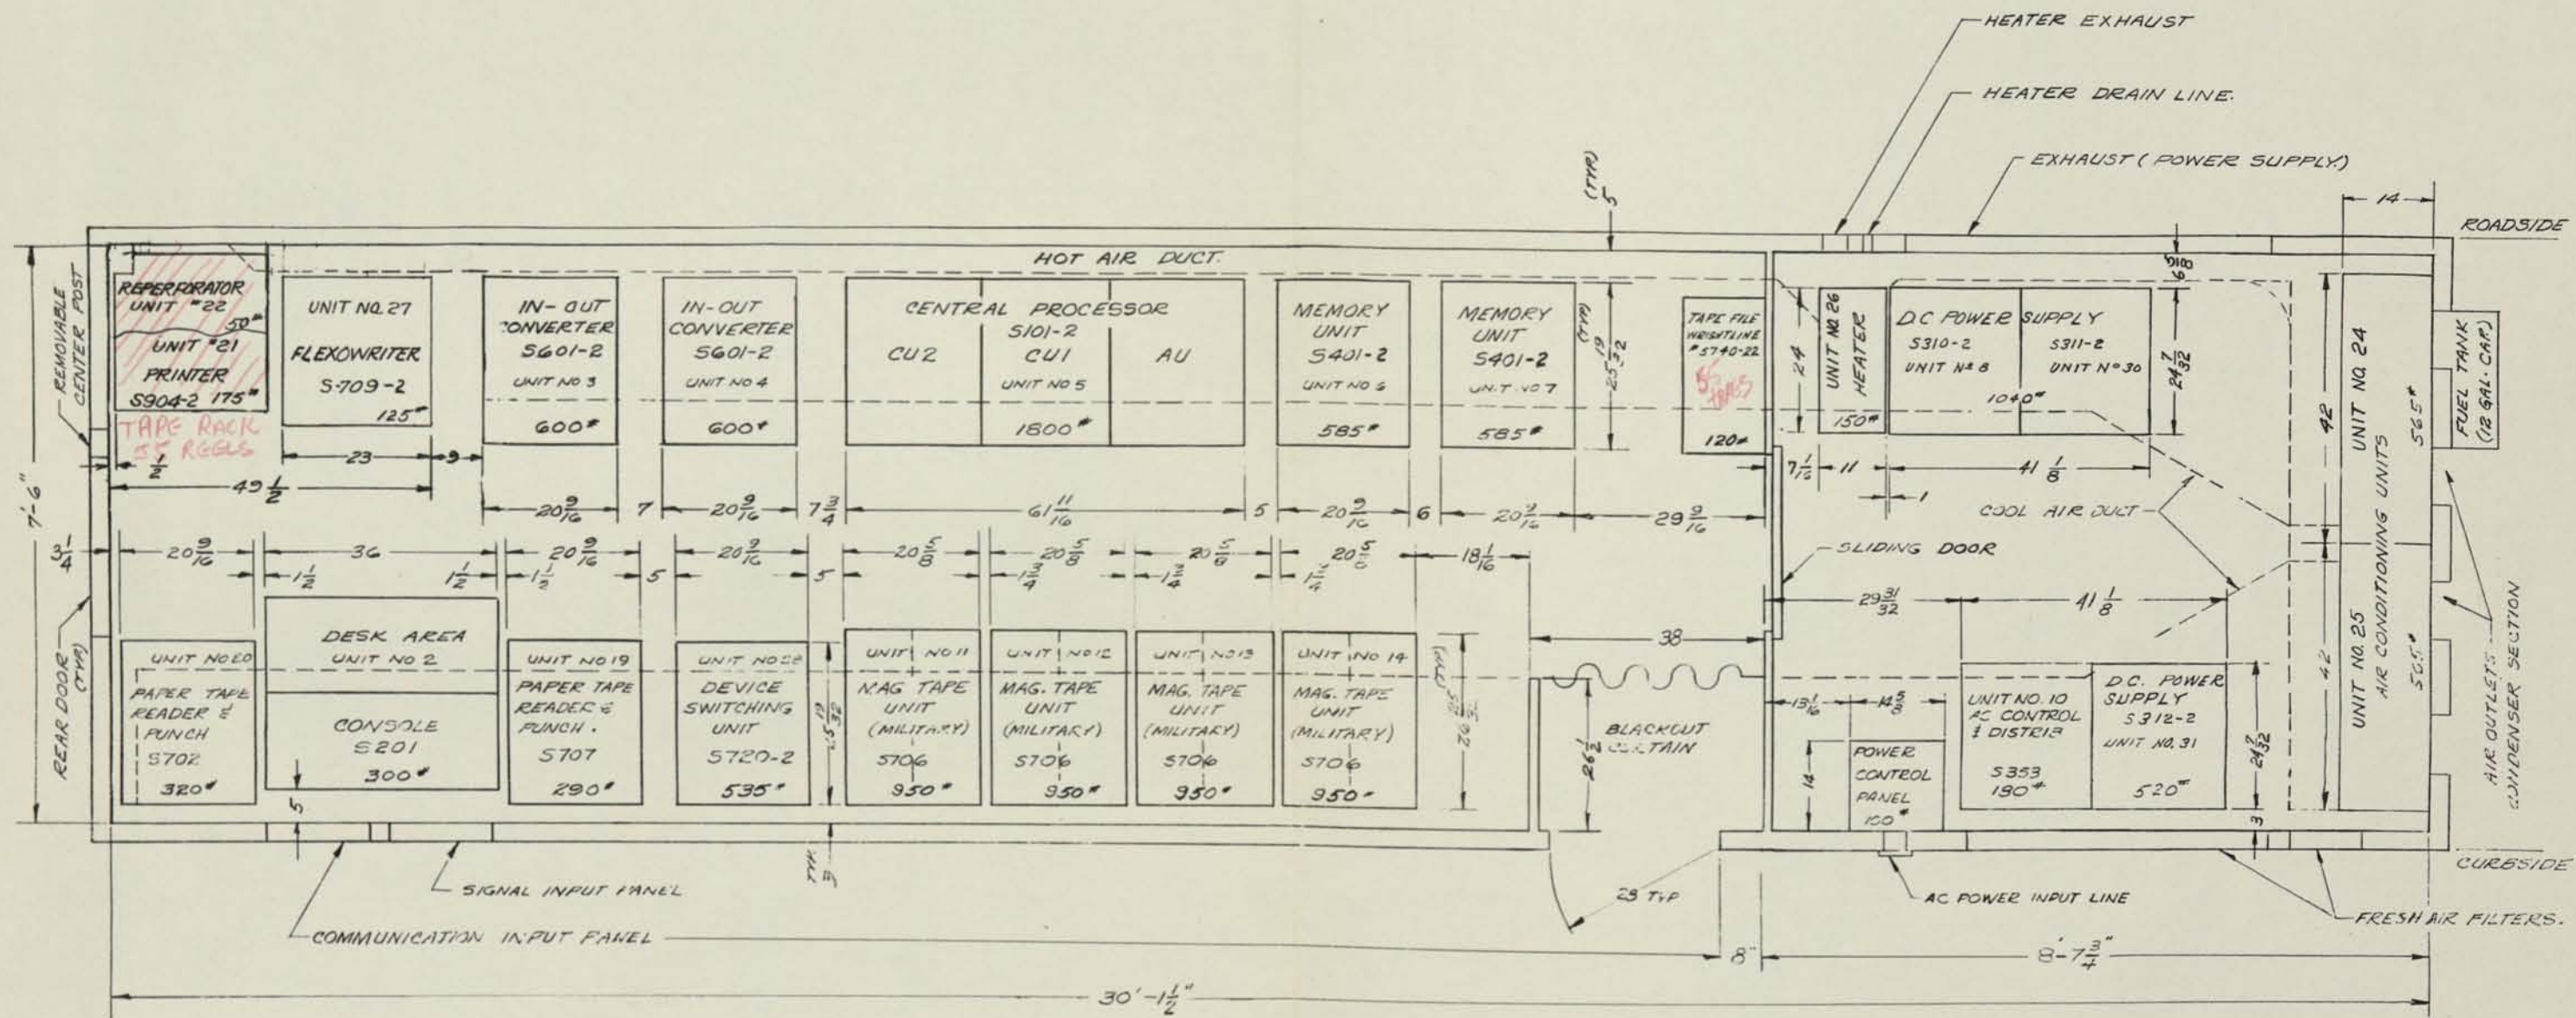 HEATER EXHAUST
HEATER DRAIN LINE.
EXHAUST (POWER SUPPLY.)
(TYP)
5
14
ROADSIDE
HOT AIR DUCT.
REMOVABLE
CENTER POST
7'-6"
REPERFORATOR
UNIT #22
50#
UNIT #21
PRINTER
S904-2 175#
TAPE RACK
55 REELS
UNIT NO. 27
FLEXOWRITER
S-709-2
125#
IN-OUT
CONVERTER
S601-2
UNIT NO 3
600#
IN-OUT
CONVERTER
S601-2
UNIT NO 4
600#
CENTRAL PROCESSOR
S101-2
CU2 CU1 AU
UNIT NO 5
1800#
MEMORY
UNIT
S401-2
UNIT NO 6
585#
MEMORY
UNIT
S401-2
UNIT NO 7
585#
(TYP)
25 19/32
TAPE FILE
WRIGHTLINE
#5740-22
120#
24
UNIT NO. 26
HEATER
150#
D.C POWER SUPPLY
S310-2 S311-2
UNIT Nº 8 UNIT Nº 30
1040#
6 5/8
24 7/32
42
UNIT NO. 24
565#
AIR CONDITIONING UNITS
UNIT NO. 25
565#
42
FUEL TANK
(12 GAL. CAP.)
1/2
23
9
49 1/2
20 9/16
7
20 9/16
7 3/4
61 11/16
5
20 9/16
6
20 9/16
29 9/16
7 1/16
11
41 1/8
1
COOL AIR DUCT
SLIDING DOOR
3/4
20 9/16
36
20 9/16
20 9/16
20 5/8
20 5/8
20 5/8
20 5/8
18 1/16
1 1/2
1 1/2
1 1/2
5
5
1 3/4
1 3/4
1 3/4
29 31/32
41 1/8
38
REAR DOOR
(TYP)
UNIT NO 20
PAPER TAPE
READER &
PUNCH
S702
320#
DESK AREA
UNIT NO 2
CONSOLE
S201
300#
5
UNIT NO 19
PAPER TAPE
READER &
PUNCH.
S707
290#
UNIT NO 28
DEVICE
SWITCHING
UNIT
S720-2
535#
25 19/32
UNIT NO 11
MAG TAPE
UNIT
(MILITARY)
S706
950#
UNIT NO 12
MAG. TAPE
UNIT
(MILITARY)
S706
950#
UNIT NO 13
MAG. TAPE
UNIT
(MILITARY)
S706
950#
UNIT NO 14
MAG. TAPE
UNIT
(MILITARY)
S706
950#
(TYP)
26 1/2
BLACKOUT
CURTAIN
13 1/16
14 5/8
14
POWER
CONTROL
PANEL
100#
UNIT NO. 10
AC CONTROL
& DISTRIB
S353
190#
D.C. POWER
SUPPLY
S312-2
UNIT NO. 31
520#
24 7/32
3
AIR OUTLETS
CONDENSER SECTION
CURBSIDE
TYP.
3
SIGNAL INPUT PANEL
COMMUNICATION INPUT PANEL
28 TYP
AC POWER INPUT LINE
FRESH AIR FILTERS.
8"
8'-7 3/4"
30'-1 1/2"